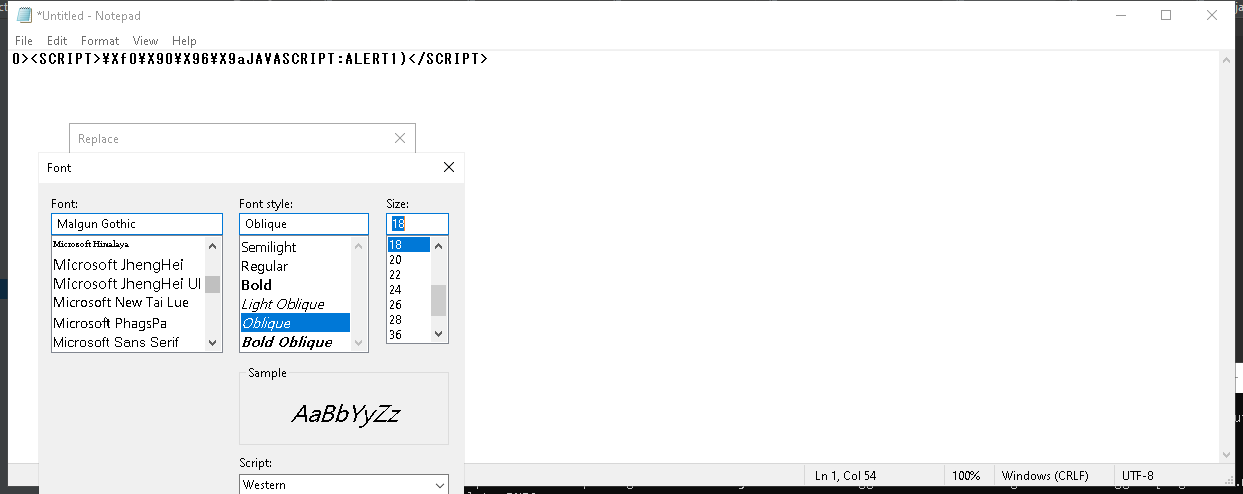 *Untitled - Notepad
File Edit Format View Help
0><SCRIPT>¥Xf0¥X90¥X96¥X9aJAVASCRIPT:ALERT1)</SCRIPT>
Replace
Font
Font:
Malgun Gothic
Microsoft Himalaya
Microsoft JhengHei
Microsoft JhengHei UI
Microsoft New Tai Lue
Microsoft PhagsPa
Microsoft Sans Serif
Font style:
Oblique
Semilight
Regular
Bold
Light Oblique
Oblique
Bold Oblique
Size:
18
18
20
22
24
26
28
36
Sample
AaBbYyZz
Script:
Western
Ln 1, Col 54
100%
Windows (CRLF)
UTF-8